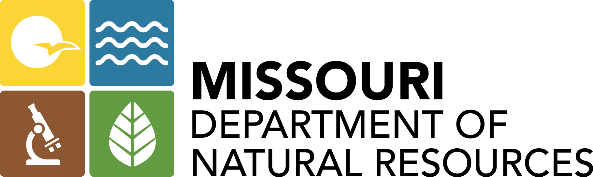 MISSOURI
DEPARTMENT OF
NATURAL RESOURCES